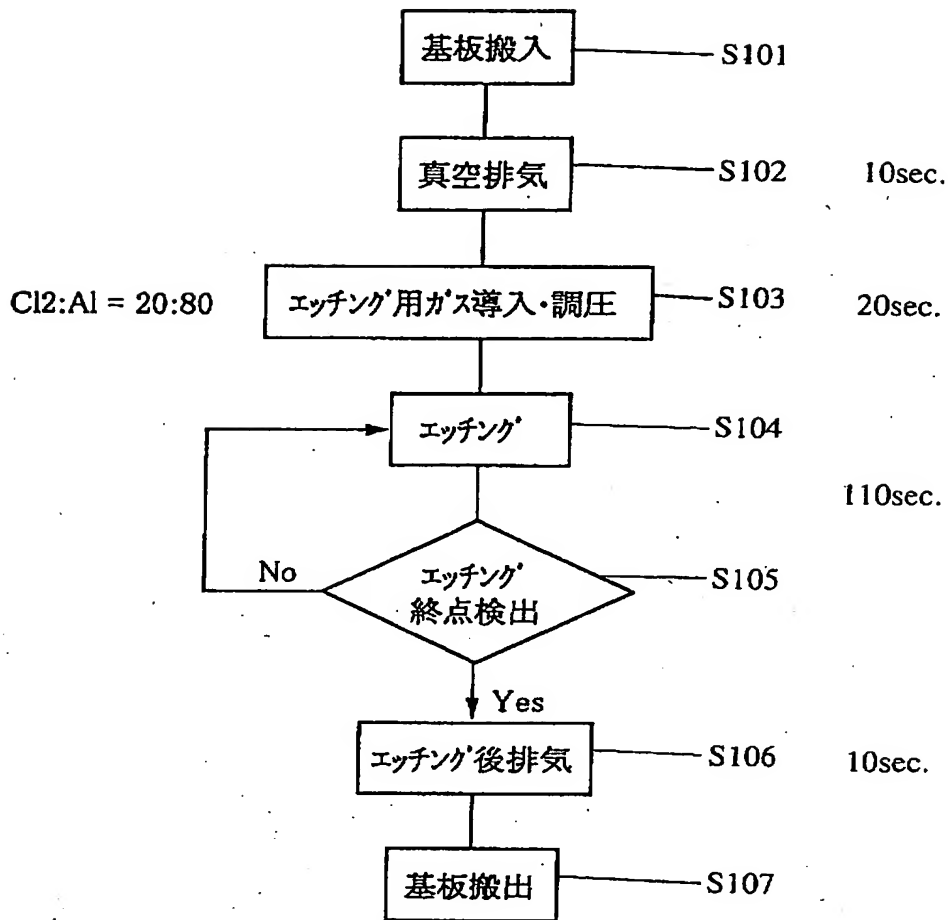 基板搬入
S101
真空排気
S102
10sec.
Cl2:Al = 20:80
エッチング用ガス導入・調圧
S103
20sec.
エッチング
S104
110sec.
No
エッチング
終点検出
S105
Yes
エッチング後排気
S106
10sec.
基板搬出
S107